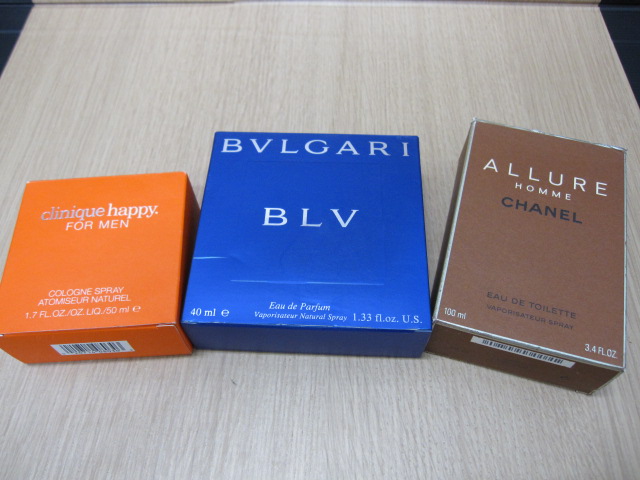 clinique happy.
FOR MEN
COLOGNE SPRAY
ATOMISEUR NATUREL
1.7 FL.OZ./OZ. LIQ./50 ml e
BVLGARI
BLV
40 ml e
Eau de Parfum
Vaporisateur Natural Spray 1.33 fl.oz. U.S.
ALLURE
HOMME
CHANEL
EAU DE TOILETTE
VAPORISATEUR SPRAY
100 ml
3.4 FL.OZ.